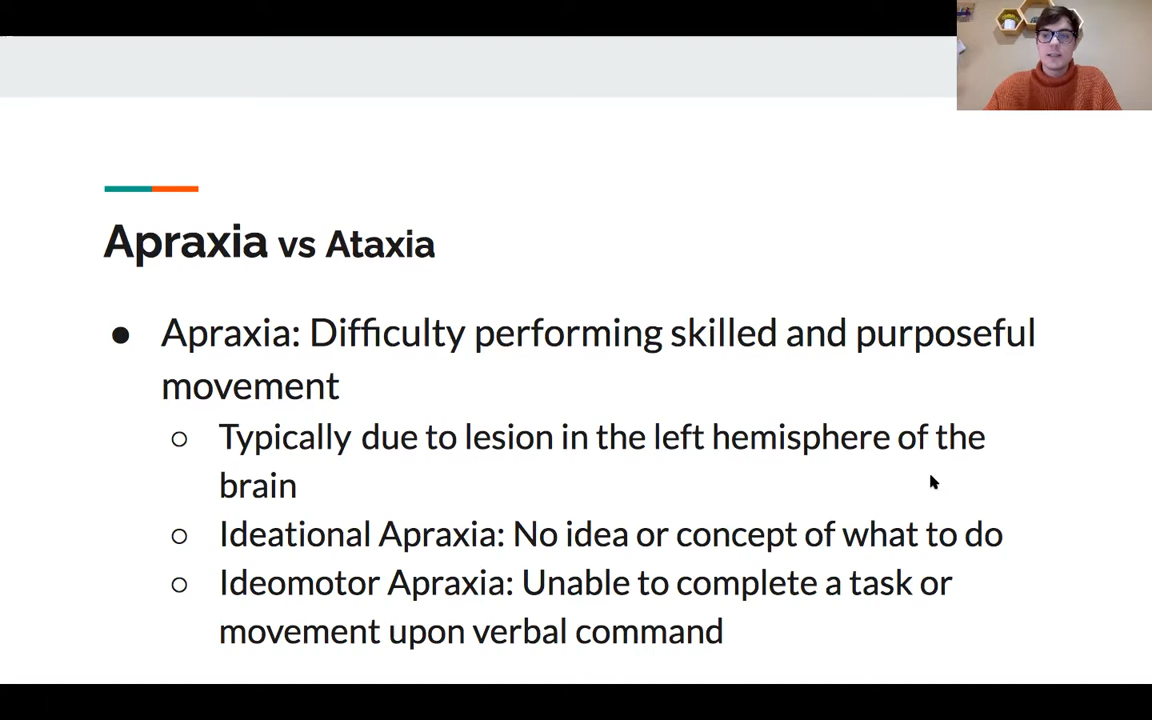 Apraxia vs Ataxia
● Apraxia: Difficulty performing skilled and purposeful
movement
○ Typically due to lesion in the left hemisphere of the
brain
○ Ideational Apraxia: No idea or concept of what to do
○ Ideomotor Apraxia: Unable to complete a task or
movement upon verbal command